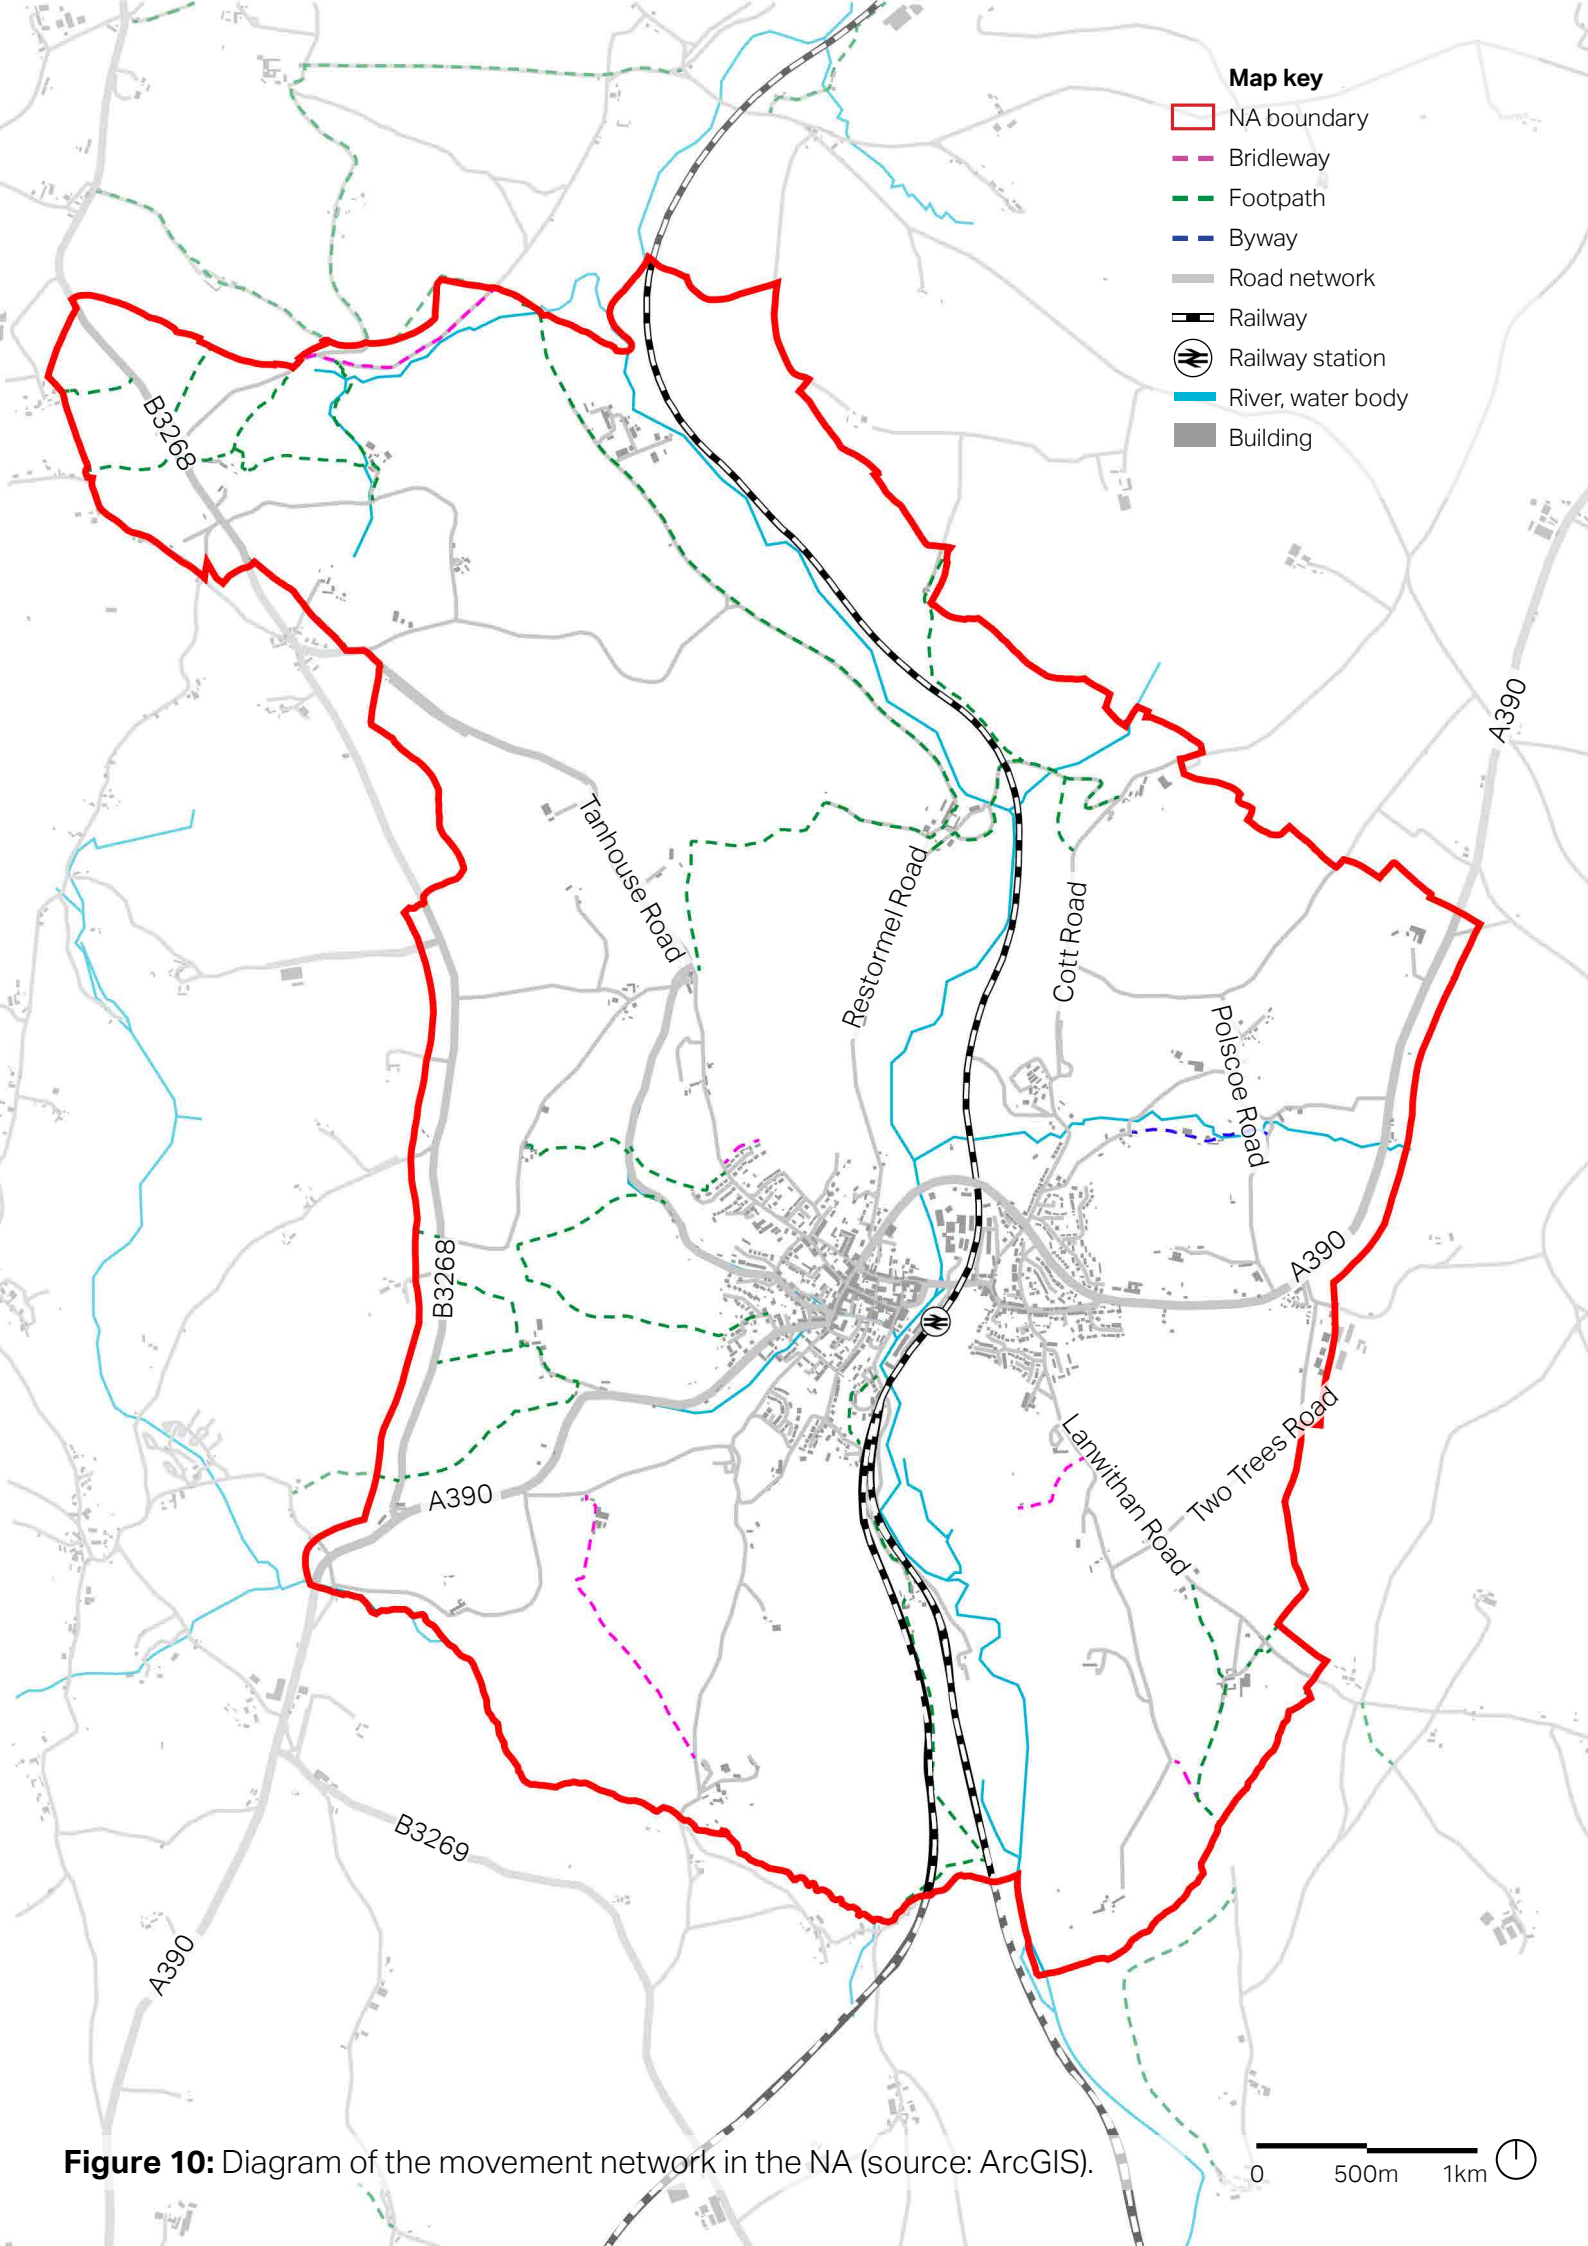 Map key
NA boundary
Bridleway
Footpath
Byway
Road network
Railway
Railway station
River, water body
Building
B3268
A390
Tanhouse Road
Restormel Road
Cott Road
Polscoe Road
B3268
A390
Lanwithan Road
Two Trees Road
A390
B3269
A390
Figure 10: Diagram of the movement network in the NA (source: ArcGIS).
0 500m 1km